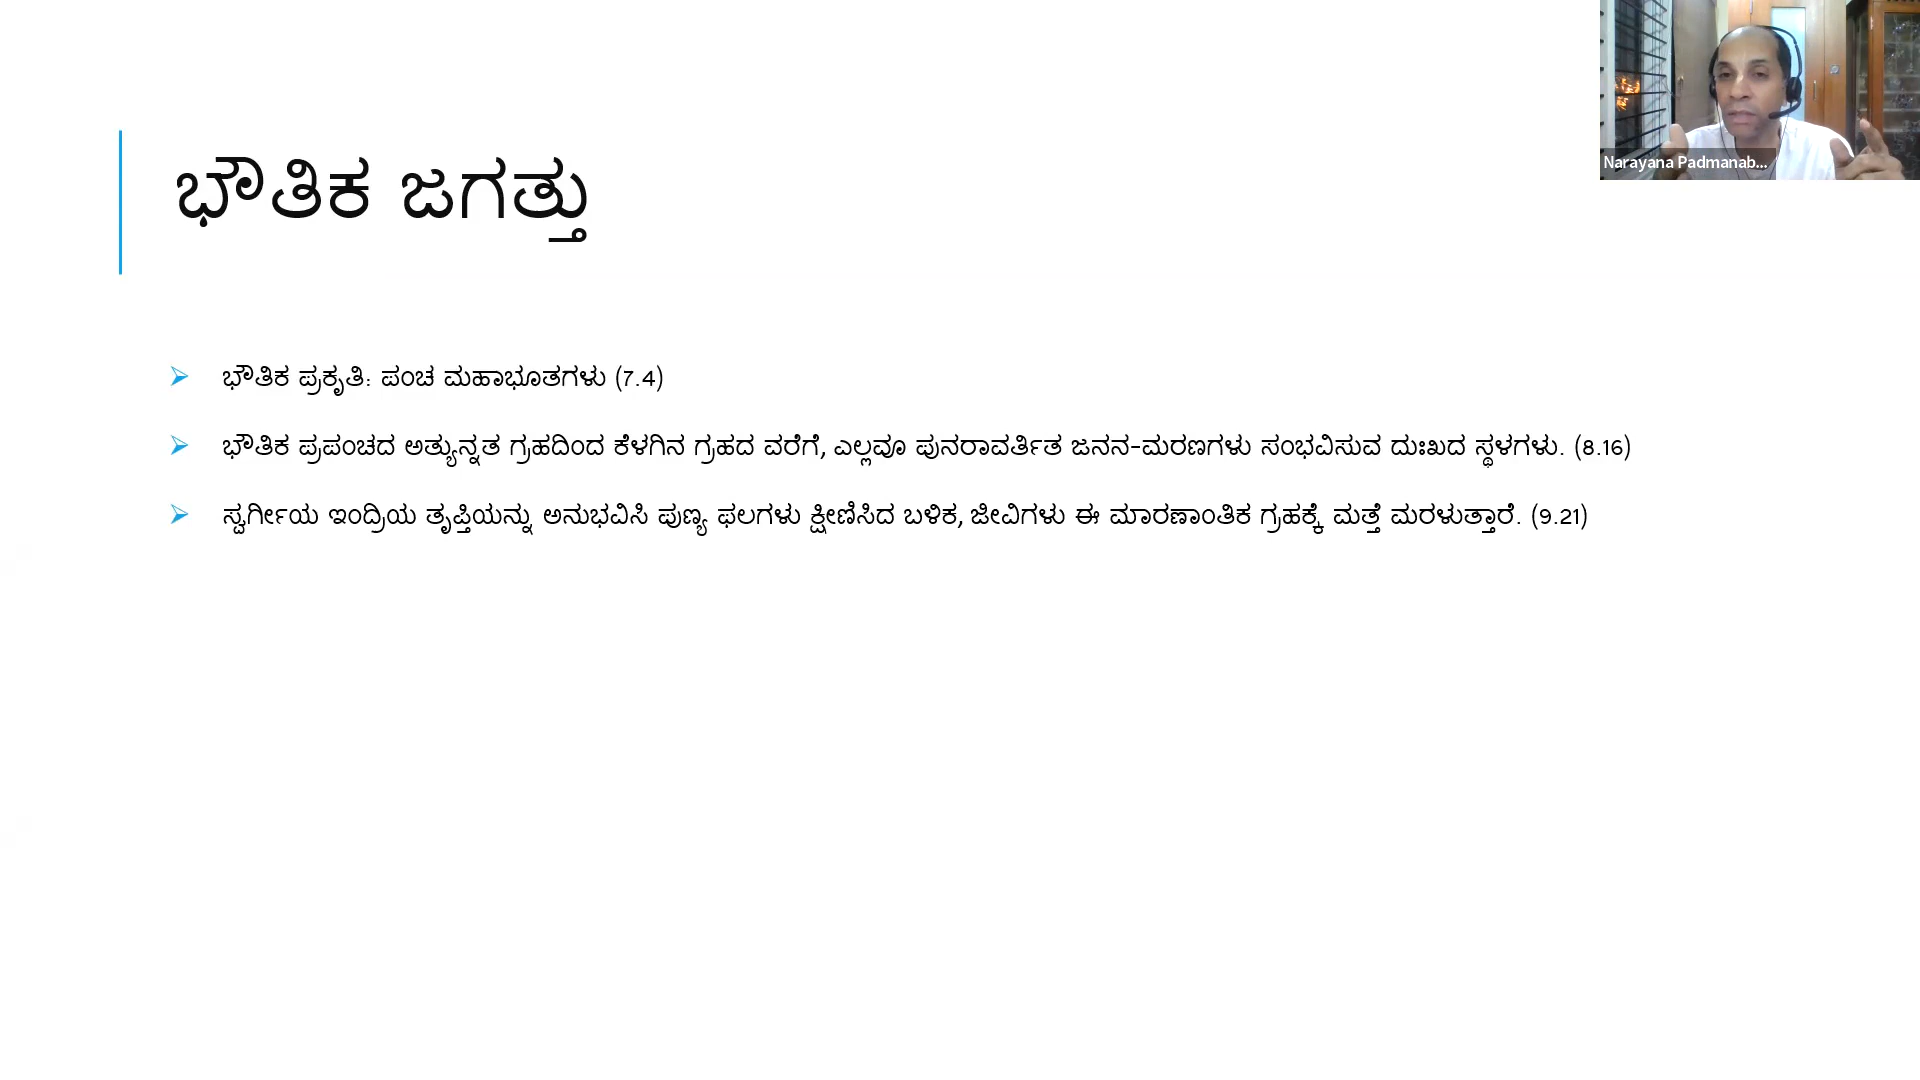 ಭೌತಿಕ ಜಗತ್ತು
ಭೌತಿಕ ಪ್ರಕೃತಿ: ಪಂಚ ಮಹಾಭೂತಗಳು (7.4)
ಭೌತಿಕ ಪ್ರಪಂಚದ ಅತ್ಯುನ್ನತ ಗ್ರಹದಿಂದ ಕೆಳಗಿನ ಗ್ರಹದ ವರೆಗೆ, ಎಲ್ಲವೂ ಪುನರಾವರ್ತಿತ ಜನನ-ಮರಣಗಳು ಸಂಭವಿಸುವ ದುಃಖದ ಸ್ಥಳಗಳು. (8.16)
ಸ್ವರ್ಗೀಯ ಇಂದ್ರಿಯ ತೃಪ್ತಿಯನ್ನು ಅನುಭವಿಸಿ ಪುಣ್ಯ ಫಲಗಳು ಕ್ಷೀಣಿಸಿದ ಬಳಿಕ, ಜೀವಿಗಳು ಈ ಮಾರಣಾಂತಿಕ ಗ್ರಹಕ್ಕೆ ಮತ್ತೆ ಮರಳುತ್ತಾರೆ. (9.21)
Narayana Padmanab...